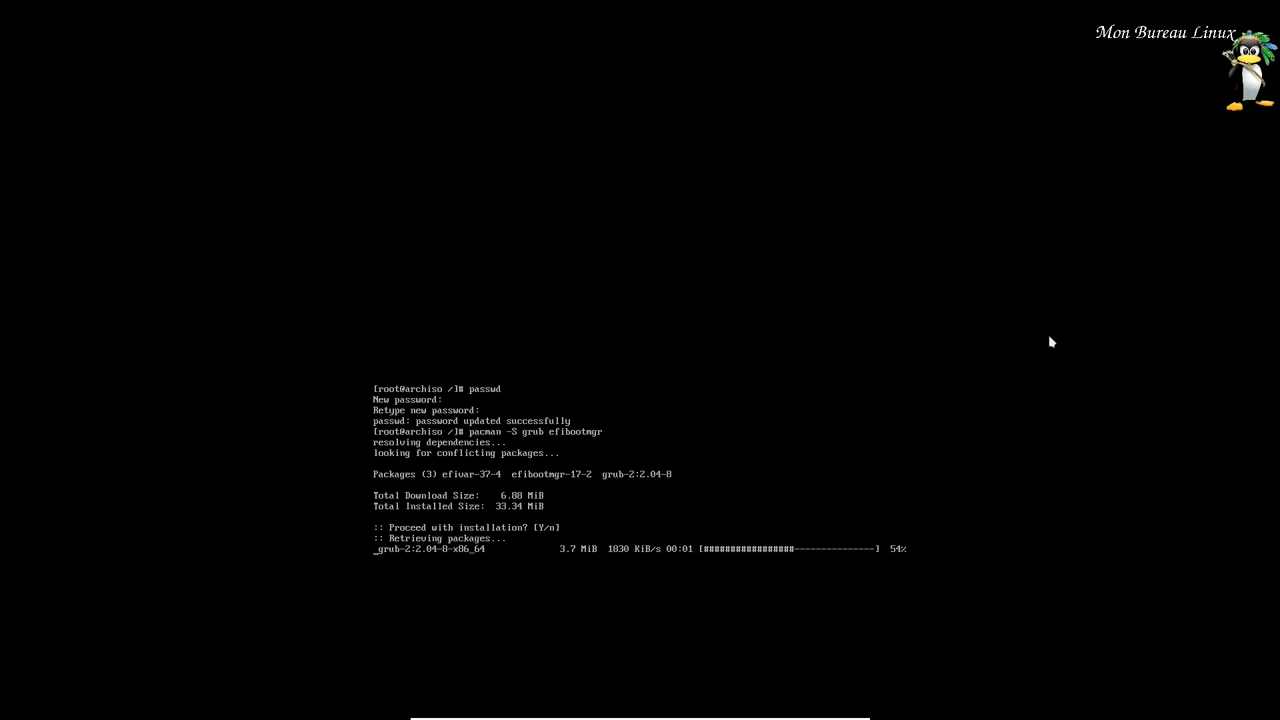 Mon Bureau Linux
[root@archiso /]# passwd
New password:
Retype new password:
passwd: password updated successfully
[root@archiso /]# pacman -S grub efibootmgr
resolving dependencies...
looking for conflicting packages...
Packages (3) efivar-37-4  efibootmgr-17-2  grub-2:2.04-8
Total Download Size:    6.88 MiB
Total Installed Size:  33.34 MiB
:: Proceed with installation? [Y/n]
:: Retrieving packages...
_grub-2:2.04-8-x86_64              3.7 MiB  1830 KiB/s 00:01 [#################---------------]  54%